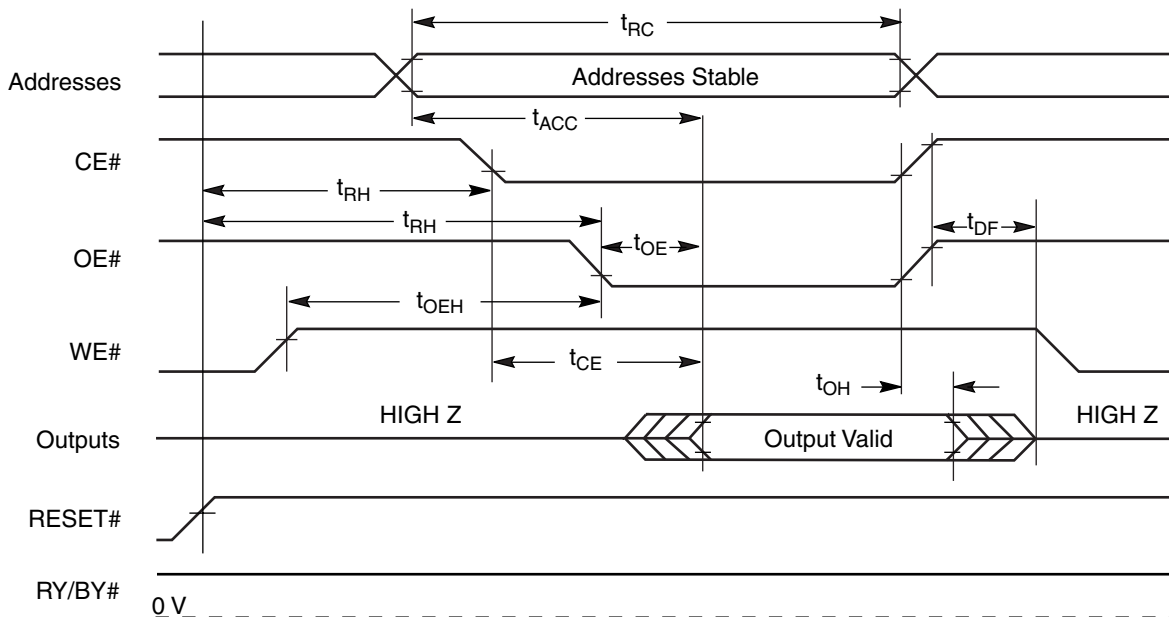 tRC
Addresses
Addresses Stable
tACC
CE#
tRH
tRH
tDF
OE#
tOE
tOEH
WE#
tCE
tOH
HIGH Z
HIGH Z
Outputs
Output Valid
RESET#
RY/BY#
0 V